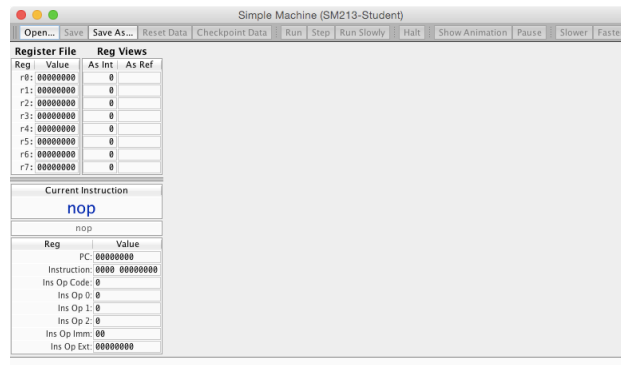 Simple Machine (SM213-Student)
Open... Save Save As... Reset Data Checkpoint Data Run Step Run Slowly Halt Show Animation Pause Slower Faste
Register File Reg Views
Reg Value As Int As Ref
r0: 00000000 0
r1: 00000000 0
r2: 00000000 0
r3: 00000000 0
r4: 00000000 0
r5: 00000000 0
r6: 00000000 0
r7: 00000000 0
Current Instruction
nop
nop
Reg Value
PC: 00000000
Instruction: 0000 00000000
Ins Op Code: 0
Ins Op 0: 0
Ins Op 1: 0
Ins Op 2: 0
Ins Op Imm: 00
Ins Op Ext: 00000000